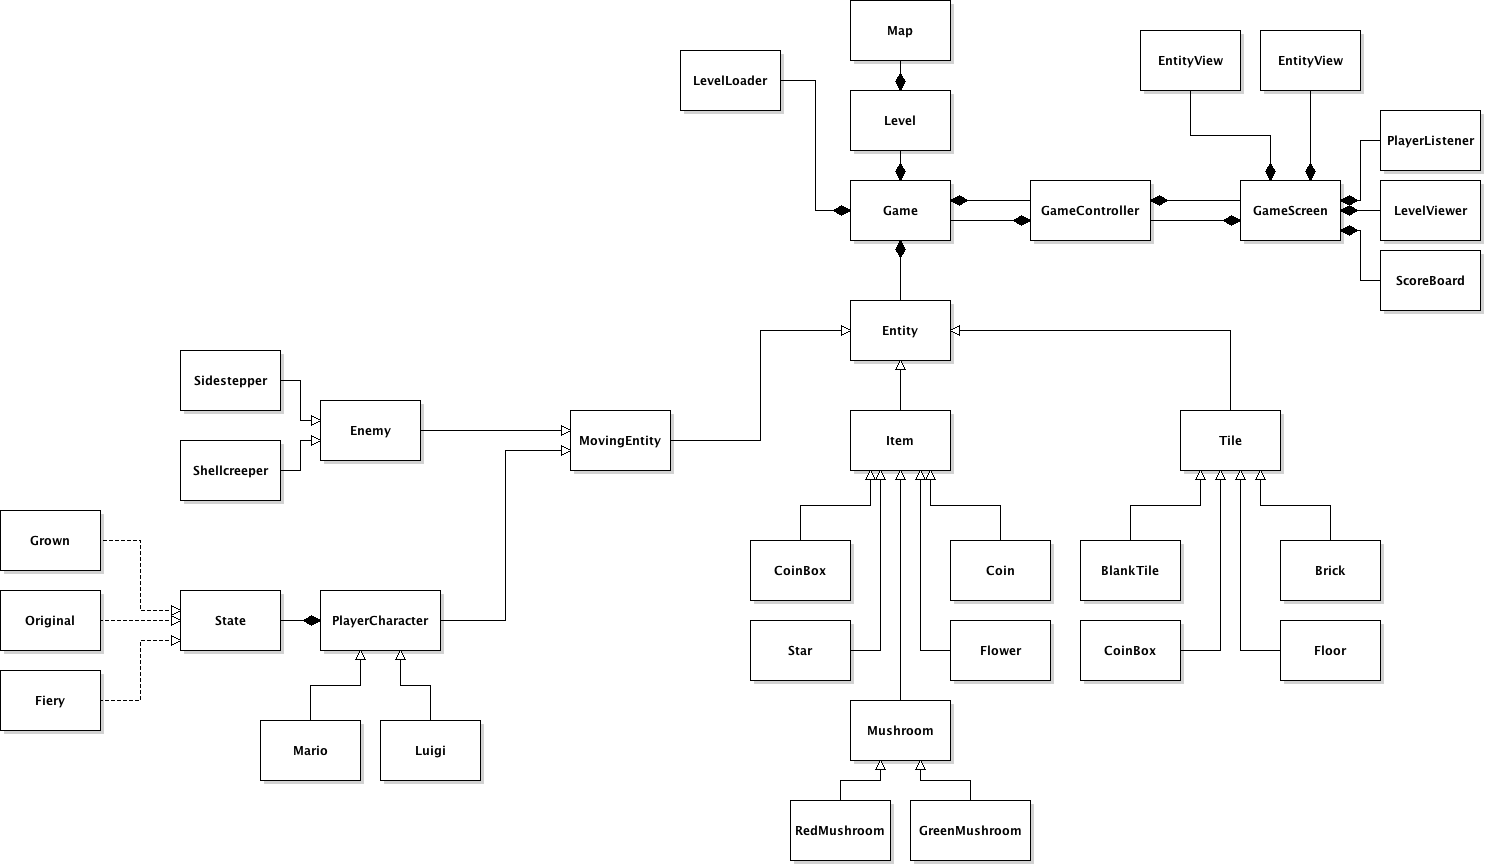 Map
EntityView
EntityView
LevelLoader
Level
PlayerListener
Game
GameController
GameScreen
LevelViewer
ScoreBoard
Entity
Sidestepper
Enemy
MovingEntity
Item
Tile
Shellcreeper
Grown
CoinBox
Coin
BlankTile
Brick
Original
State
PlayerCharacter
Star
Flower
CoinBox
Floor
Fiery
Mario
Luigi
Mushroom
RedMushroom
GreenMushroom